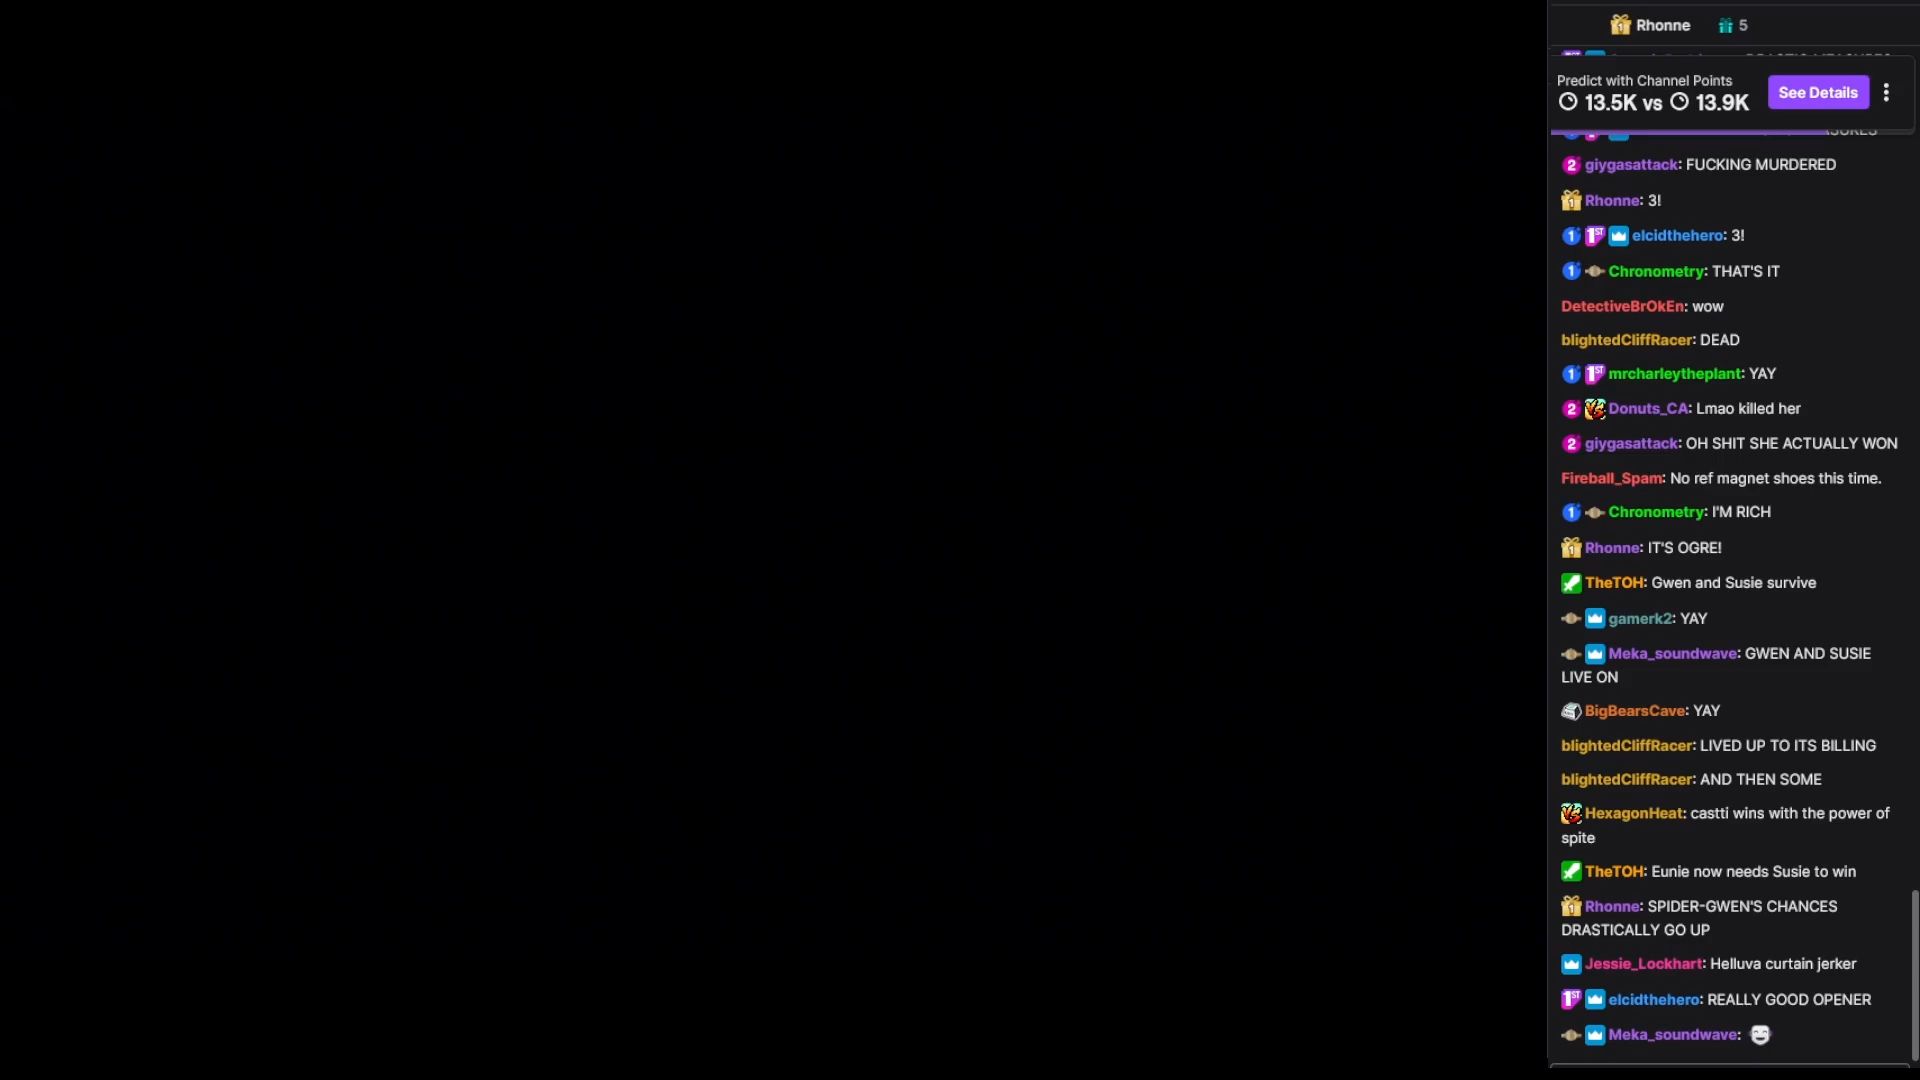 Rhonne 5
Predict with Channel Points
13.5K vs 13.9K
See Details
giygasattack: FUCKING MURDERED
Rhonne: 3!
elcidthehero: 3!
Chronometry: THAT'S IT
DetectiveBrOkEn: wow
blightedCliffRacer: DEAD
mrcharleytheplant: YAY
Donuts_CA: Lmao killed her
giygasattack: OH SHIT SHE ACTUALLY WON
Fireball_Spam: No ref magnet shoes this time.
Chronometry: I'M RICH
Rhonne: IT'S OGRE!
TheTOH: Gwen and Susie survive
gamerk2: YAY
Meka_soundwave: GWEN AND SUSIE
LIVE ON
BigBearsCave: YAY
blightedCliffRacer: LIVED UP TO ITS BILLING
blightedCliffRacer: AND THEN SOME
HexagonHeat: castti wins with the power of
spite
TheTOH: Eunie now needs Susie to win
Rhonne: SPIDER-GWEN'S CHANCES
DRASTICALLY GO UP
Jessie_Lockhart: Helluva curtain jerker
elcidthehero: REALLY GOOD OPENER
Meka_soundwave: